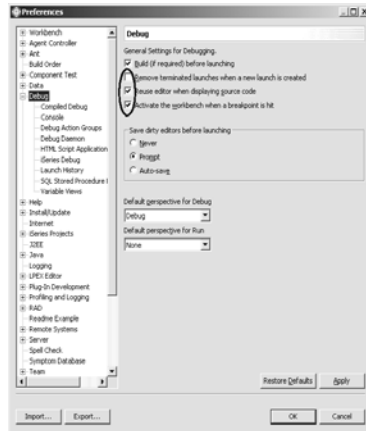 Preferences
Workbench
Agent Controller
Ant
Build Order
Component Test
Data
Debug
Compiled Debug
Console
Debug Action Groups
Debug Daemon
HTML Script Application
iSeries Debug
Launch History
SQL Stored Procedure
Variable Views
Help
Install/Update
Internet
iSeries Projects
J2EE
Java
Logging
LPEX Editor
Plug-In Development
Profiling and Logging
RAD
Readme Example
Remote Systems
Server
Spell Check
Symptom Database
Team
Debug
General Settings for Debugging.
Build (if required) before launching
Remove terminated launches when a new launch is created
Reuse editor when displaying source code
Activate the workbench when a breakpoint is hit
Save dirty editors before launching
Never
Prompt
Auto-save
Default perspective for Debug
Debug
Default perspective for Run
None
Restore Defaults Apply
Import... Export... OK Cancel